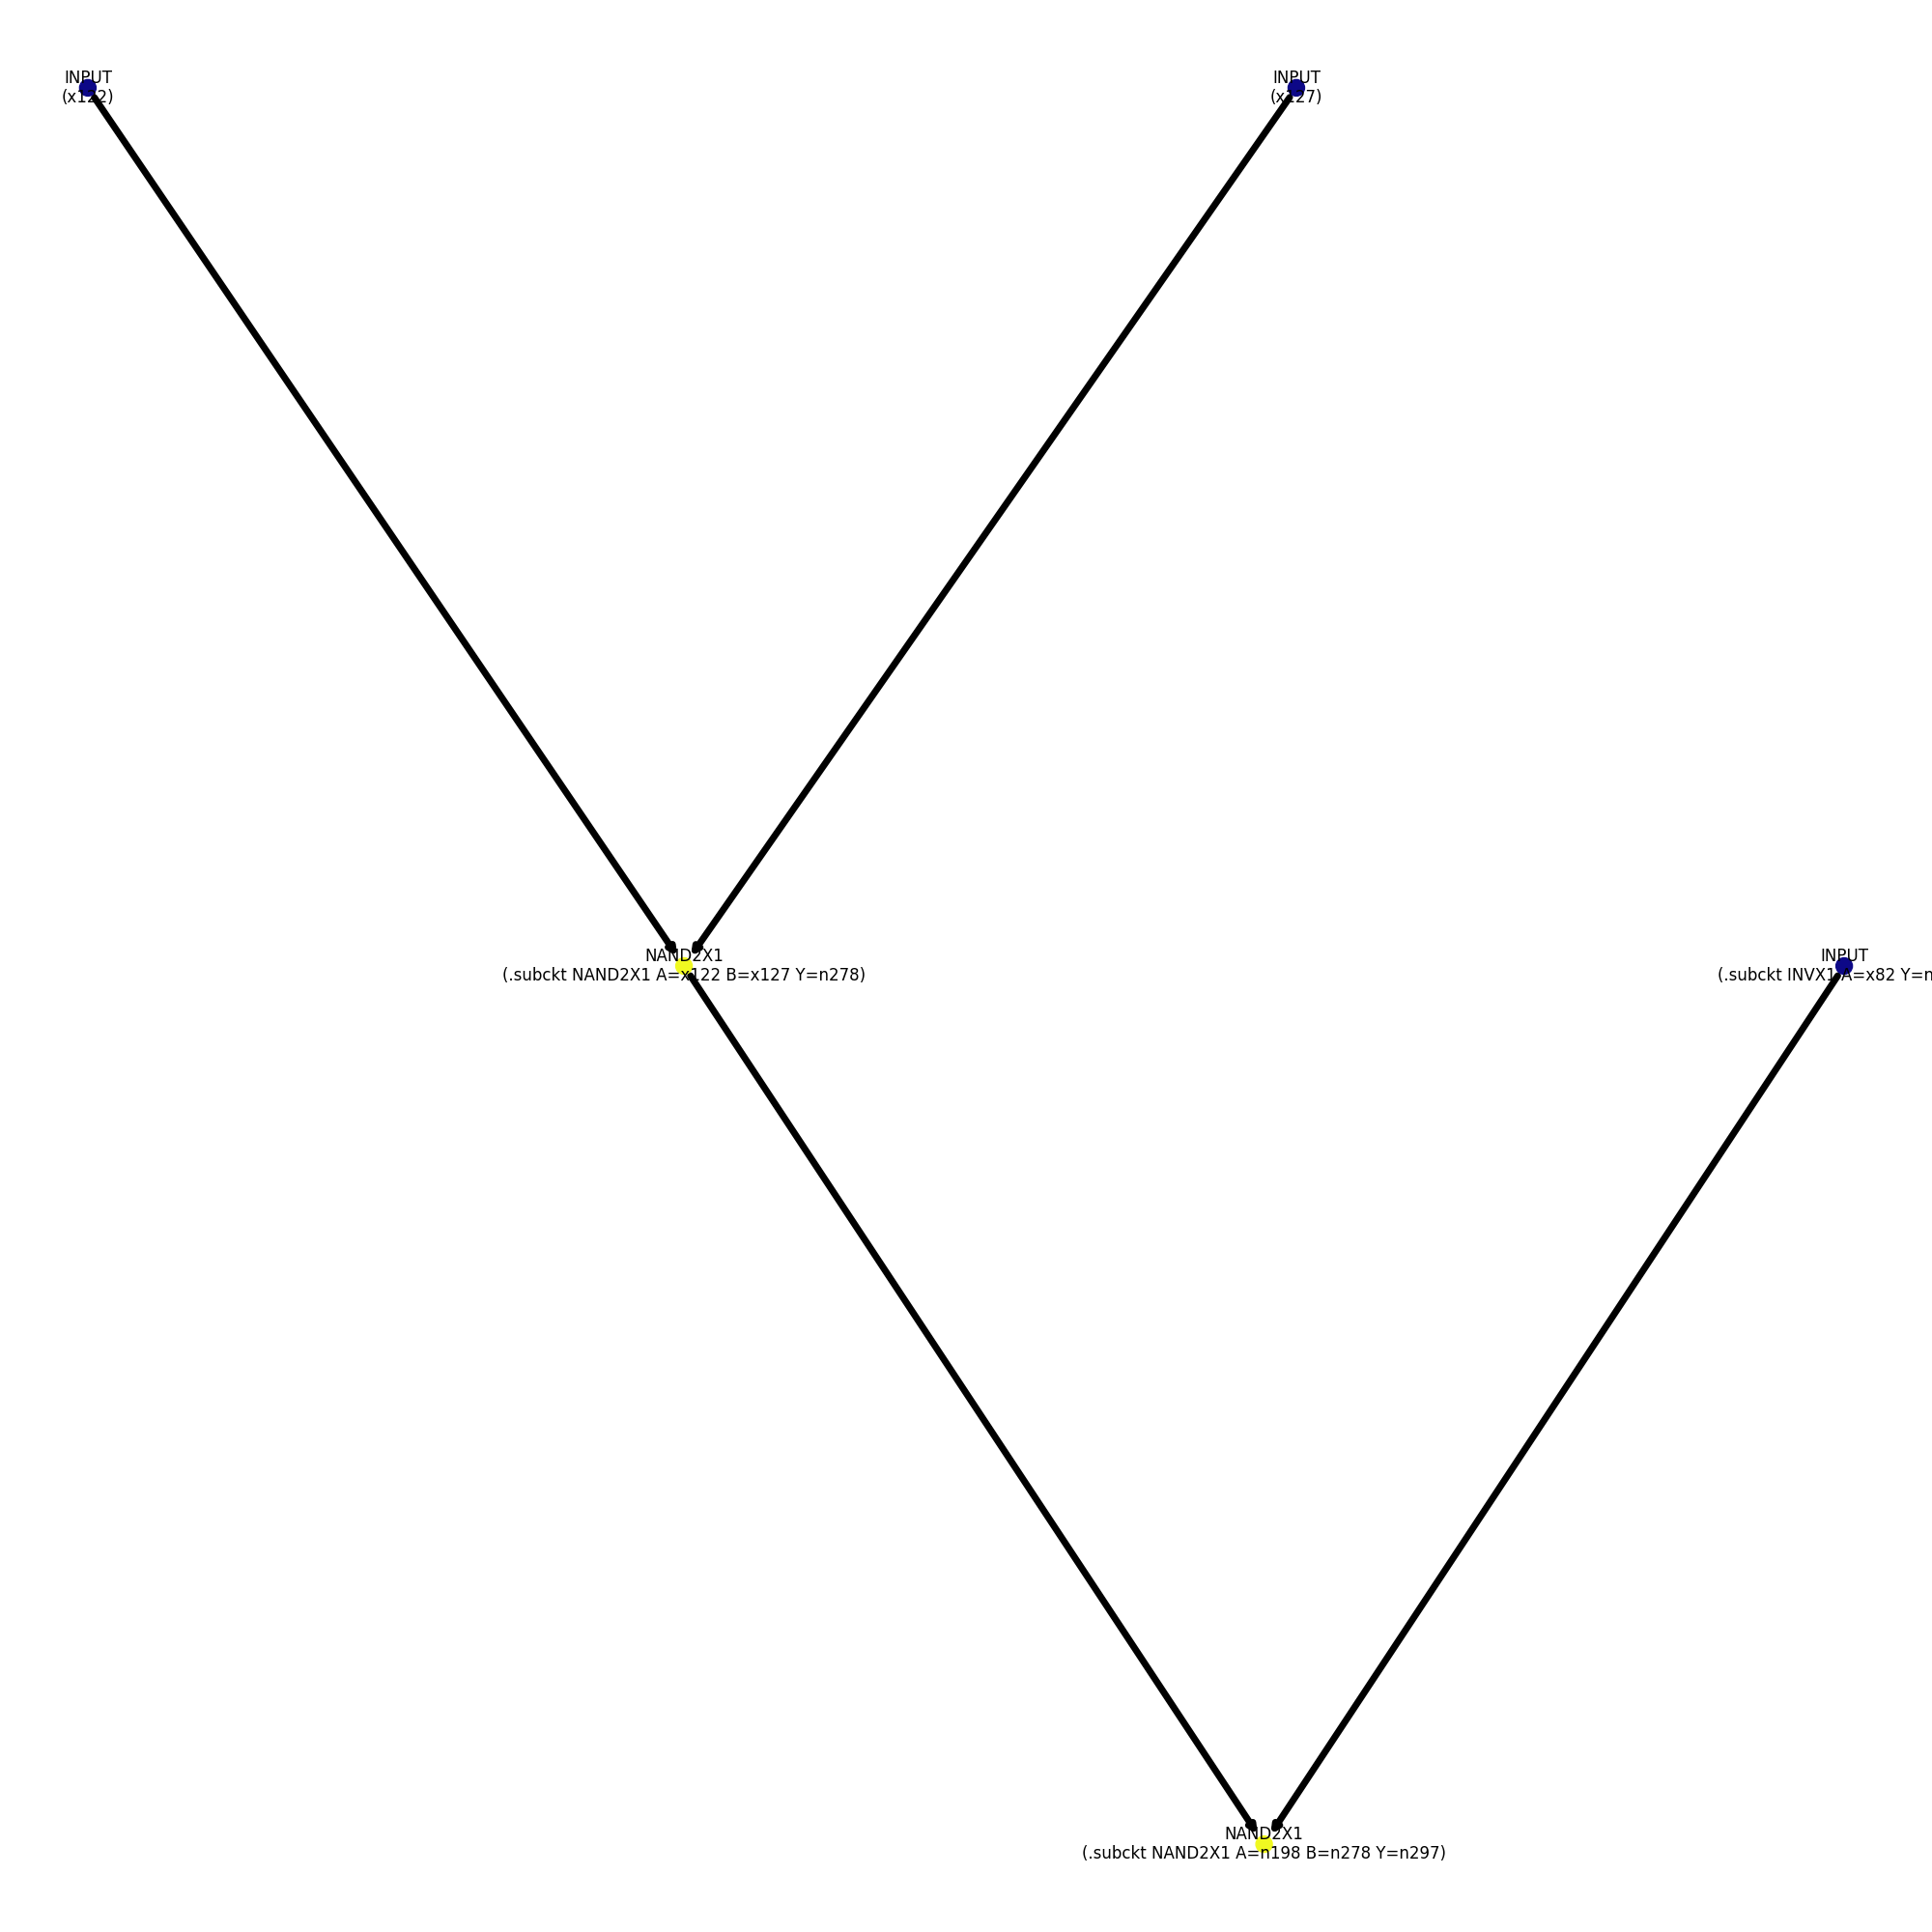 INPUT
(x122)
INPUT
(x127)
NAND2X1
(.subckt NAND2X1 A=x122 B=x127 Y=n278)
INPUT
(.subckt INVX1 A=x82 Y=n
NAND2X1
(.subckt NAND2X1 A=n198 B=n278 Y=n297)